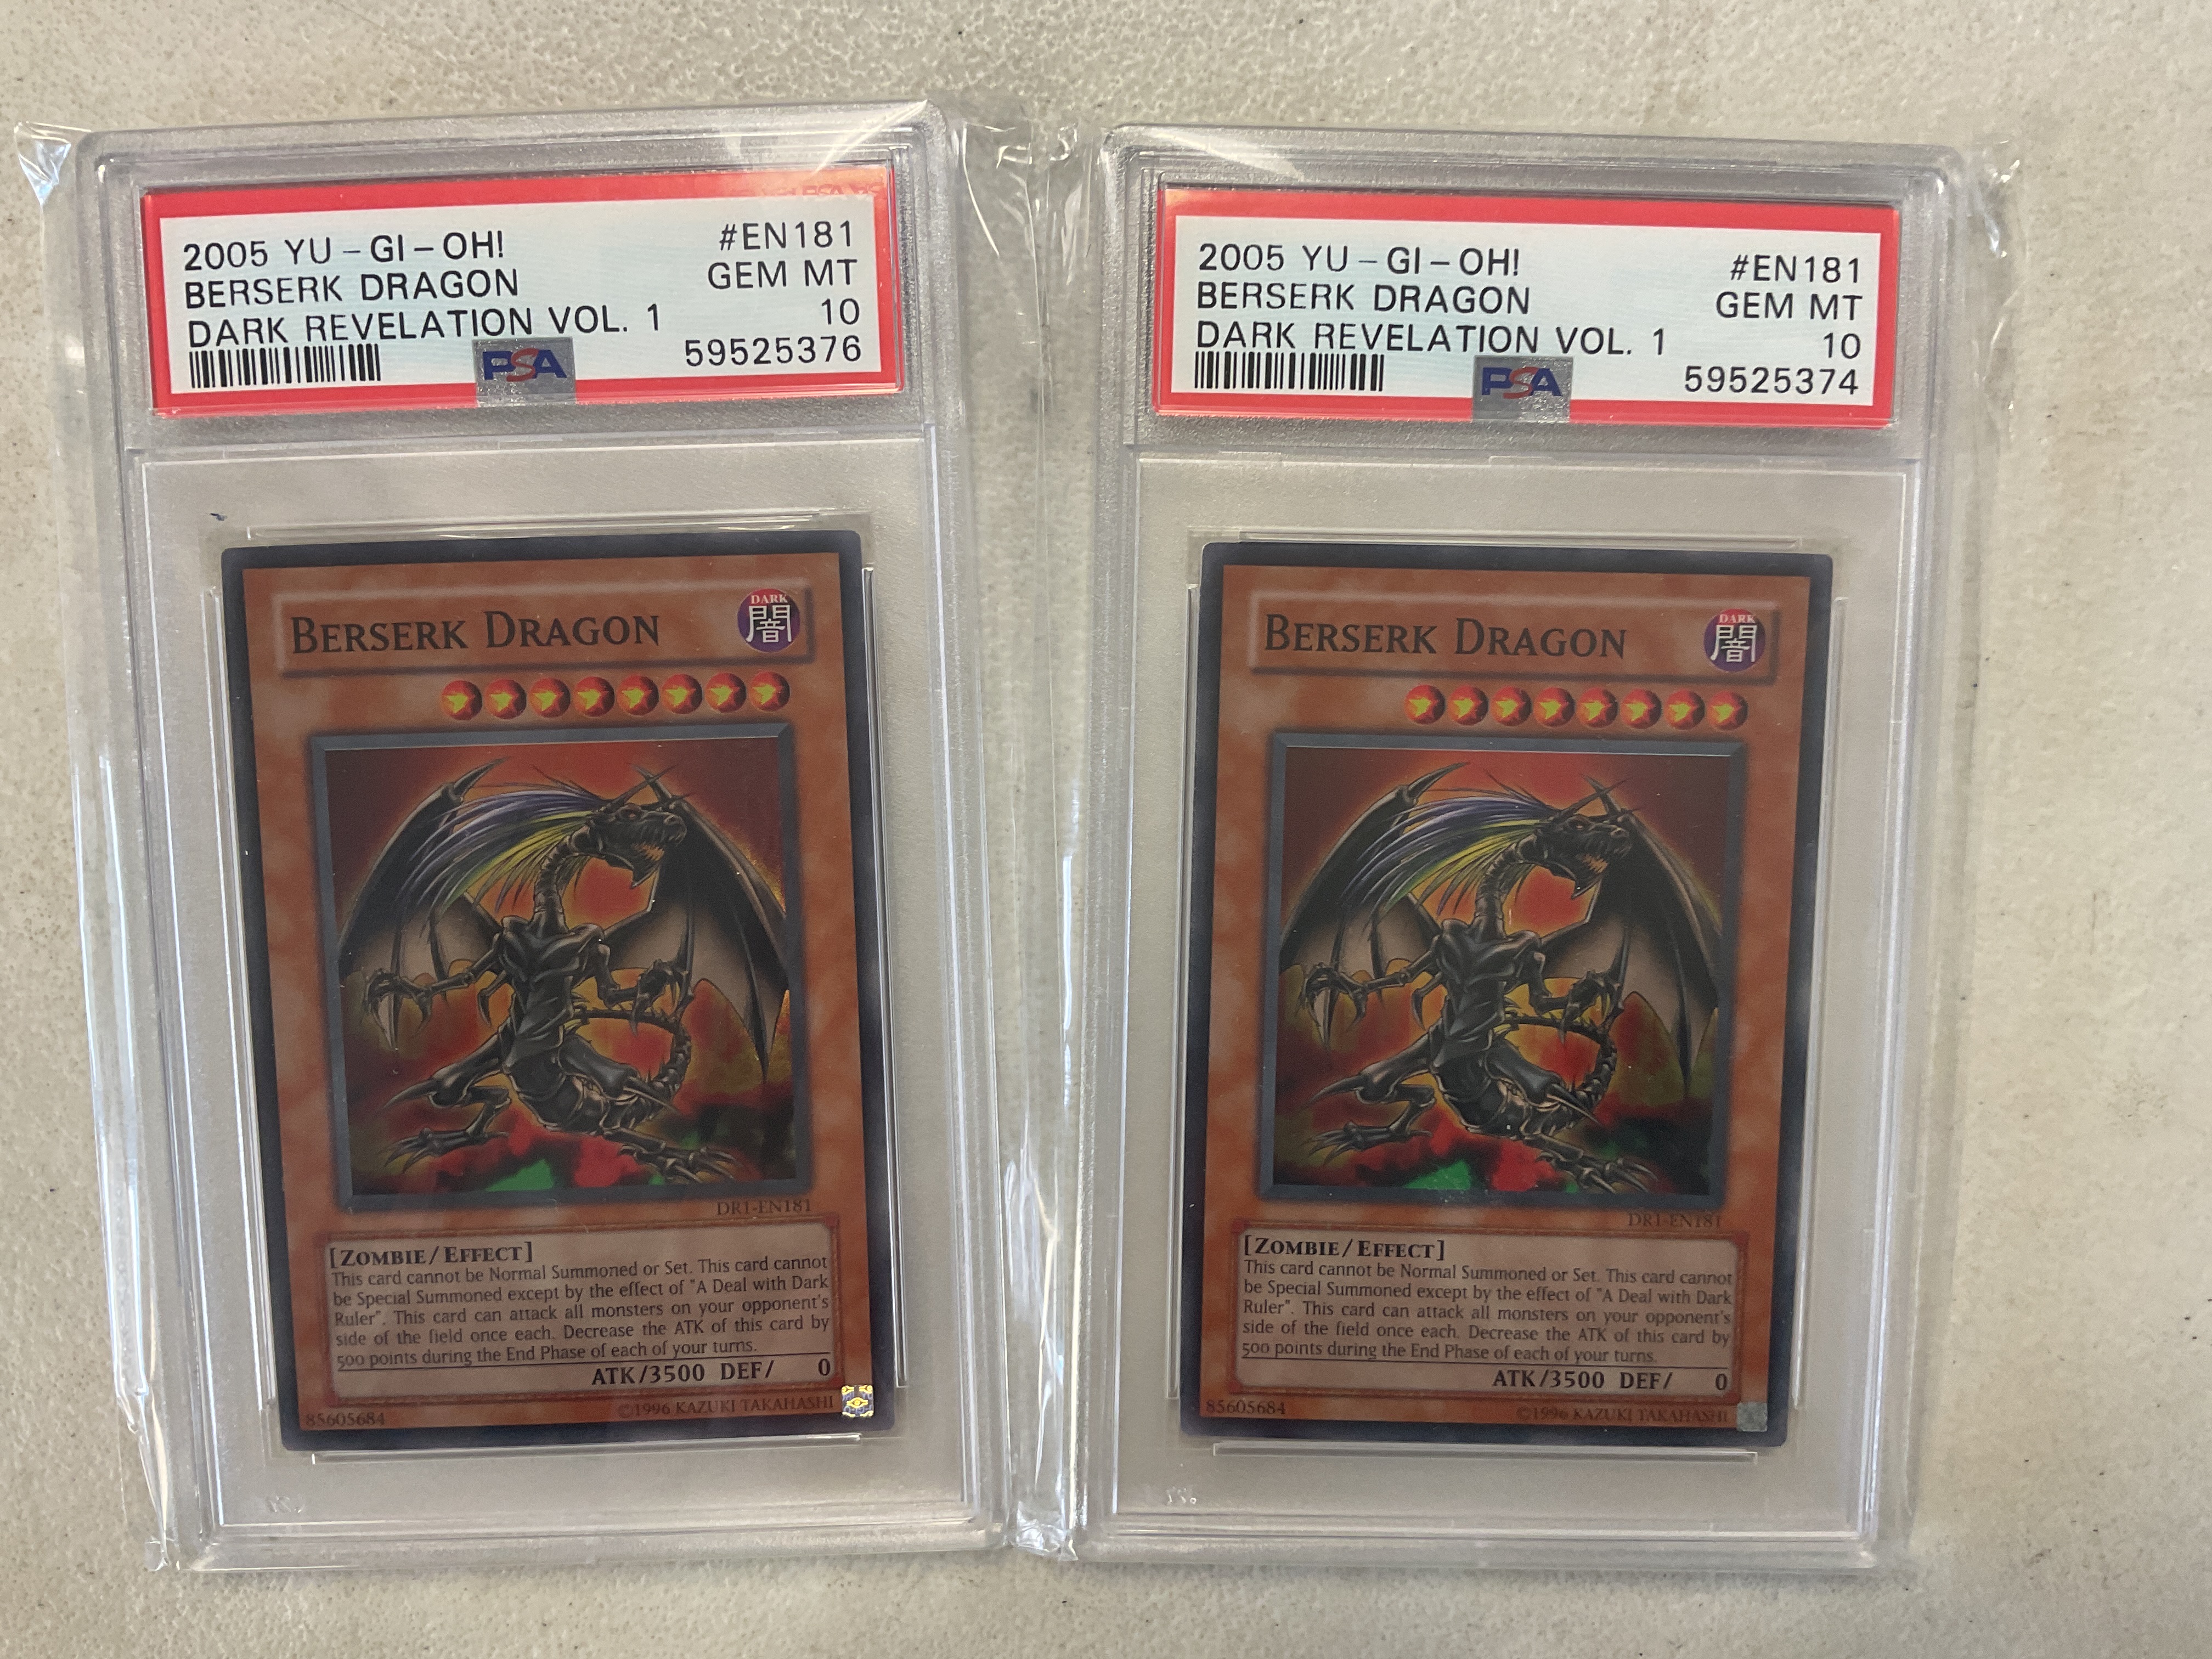 2005 YU-GI-OH! #EN181
BERSERK DRAGON GEM MT
DARK REVELATION VOL. 1 10
PSA 59525376
BERSERK DRAGON
DARK
闇
DR1-EN181
[ZOMBIE/EFFECT]
This card cannot be Normal Summoned or Set. This card cannot
be Special Summoned except by the effect of "A Deal with Dark
Ruler". This card can attack all monsters on your opponent's
side of the field once each. Decrease the ATK of this card by
500 points during the End Phase of each of your turns.
ATK/3500 DEF/ 0
85605684 ©1996 KAZUKI TAKAHASHI
2005 YU-GI-OH! #EN181
BERSERK DRAGON GEM MT
DARK REVELATION VOL. 1 10
PSA 59525374
BERSERK DRAGON
DARK
闇
DR1-EN181
[ZOMBIE/EFFECT]
This card cannot be Normal Summoned or Set. This card cannot
be Special Summoned except by the effect of "A Deal with Dark
Ruler". This card can attack all monsters on your opponent's
side of the field once each. Decrease the ATK of this card by
500 points during the End Phase of each of your turns.
ATK/3500 DEF/ 0
85605684 ©1996 KAZUKI TAKAHASHI